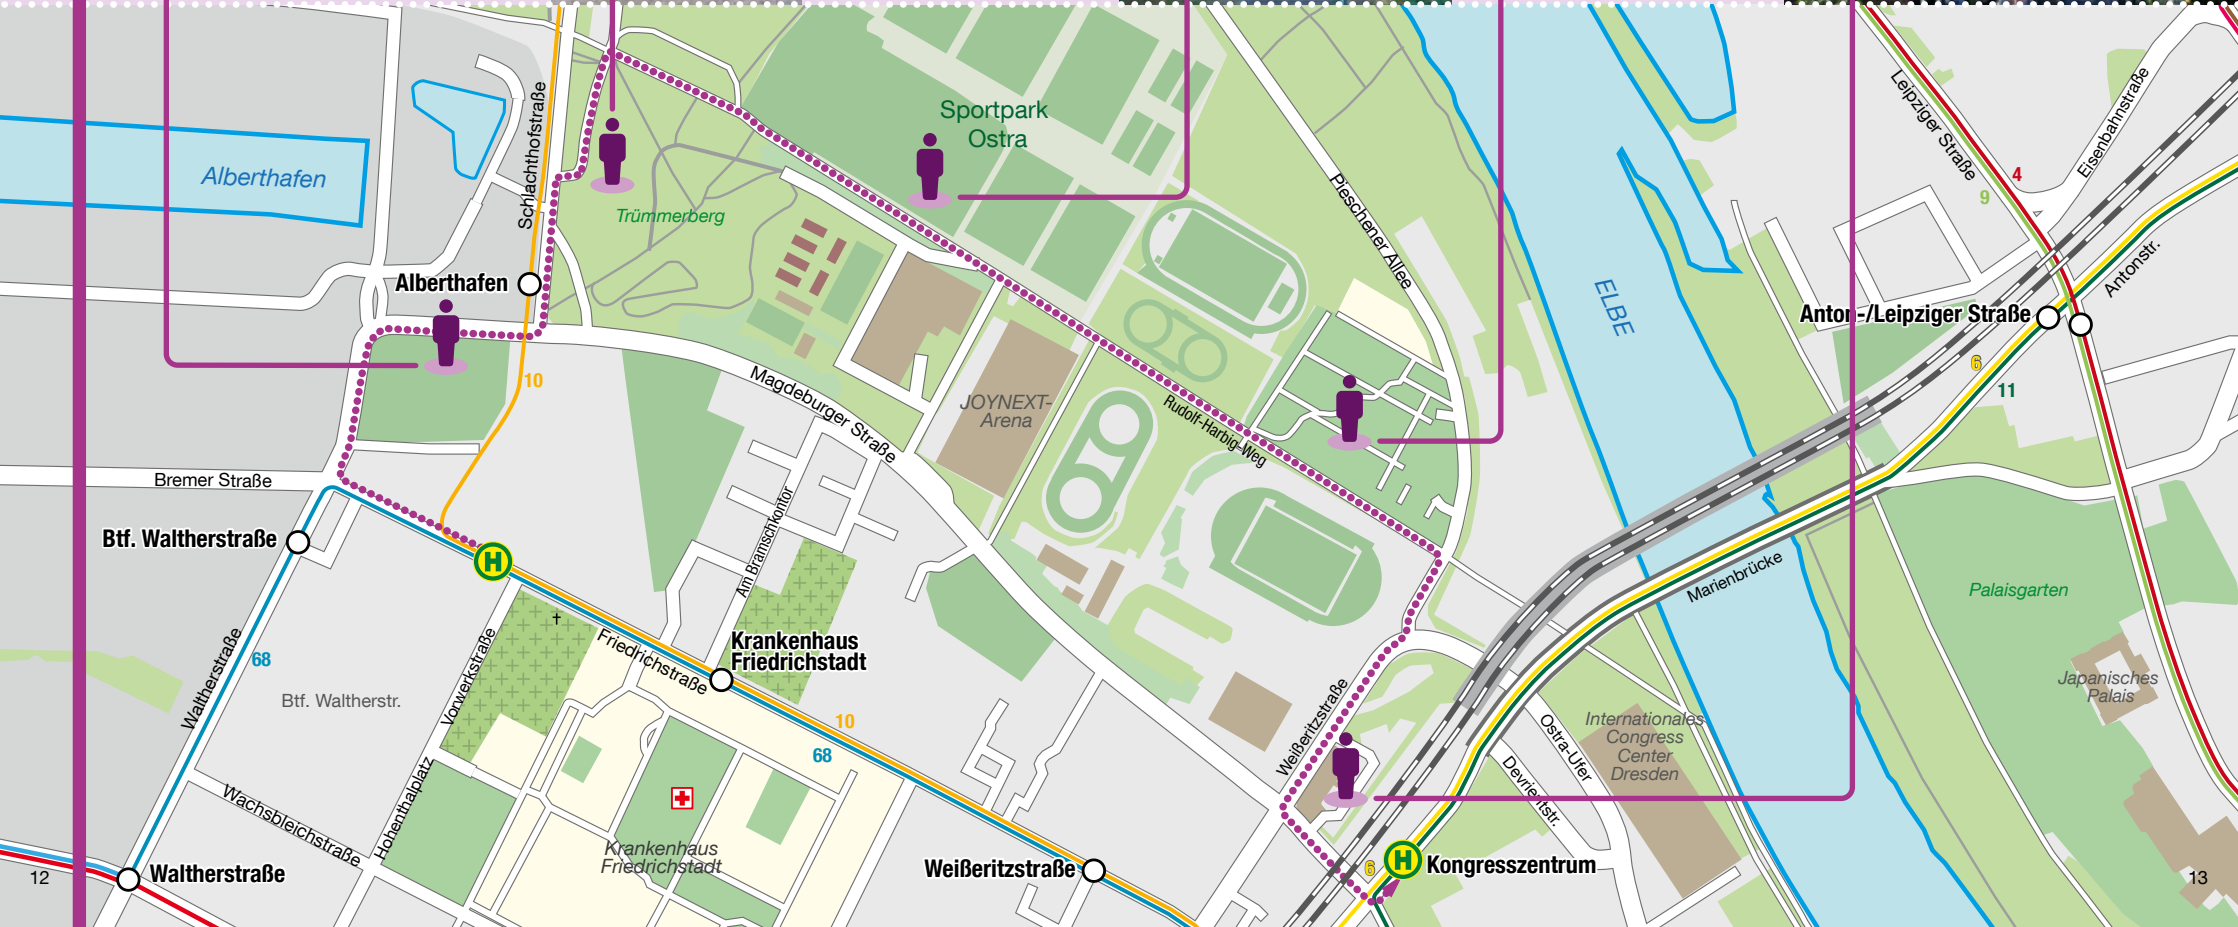 Sportpark
Ostra
Alberthafen
Schlachthofstraße
Trümmerberg
Pieschener Allee
Leipziger Straße
Eisenbahnstraße
4
9
Antonstr.
Alberthafen
ELBE
Anton-/Leipziger Straße
6
11
10
Magdeburger Straße
JOYNEXT-
Arena
Rudolf-Harbig-Weg
Bremer Straße
Am Bramschkontor
Btf. Waltherstraße
H
Marienbrücke
Palaisgarten
Krankenhaus
Friedrichstadt
Friedrichstraße
Waltherstraße
68
Vorwerkstraße
Btf. Waltherstr.
10
68
Weißeritzstraße
Ostra-Ufer
Internationales
Congress
Center
Dresden
Japanisches
Palais
Devrientstr.
Wachsbleichstraße
Hohenthalplatz
Krankenhaus
Friedrichstadt
Weißeritzstraße
6
H
Kongresszentrum
12
Waltherstraße
13